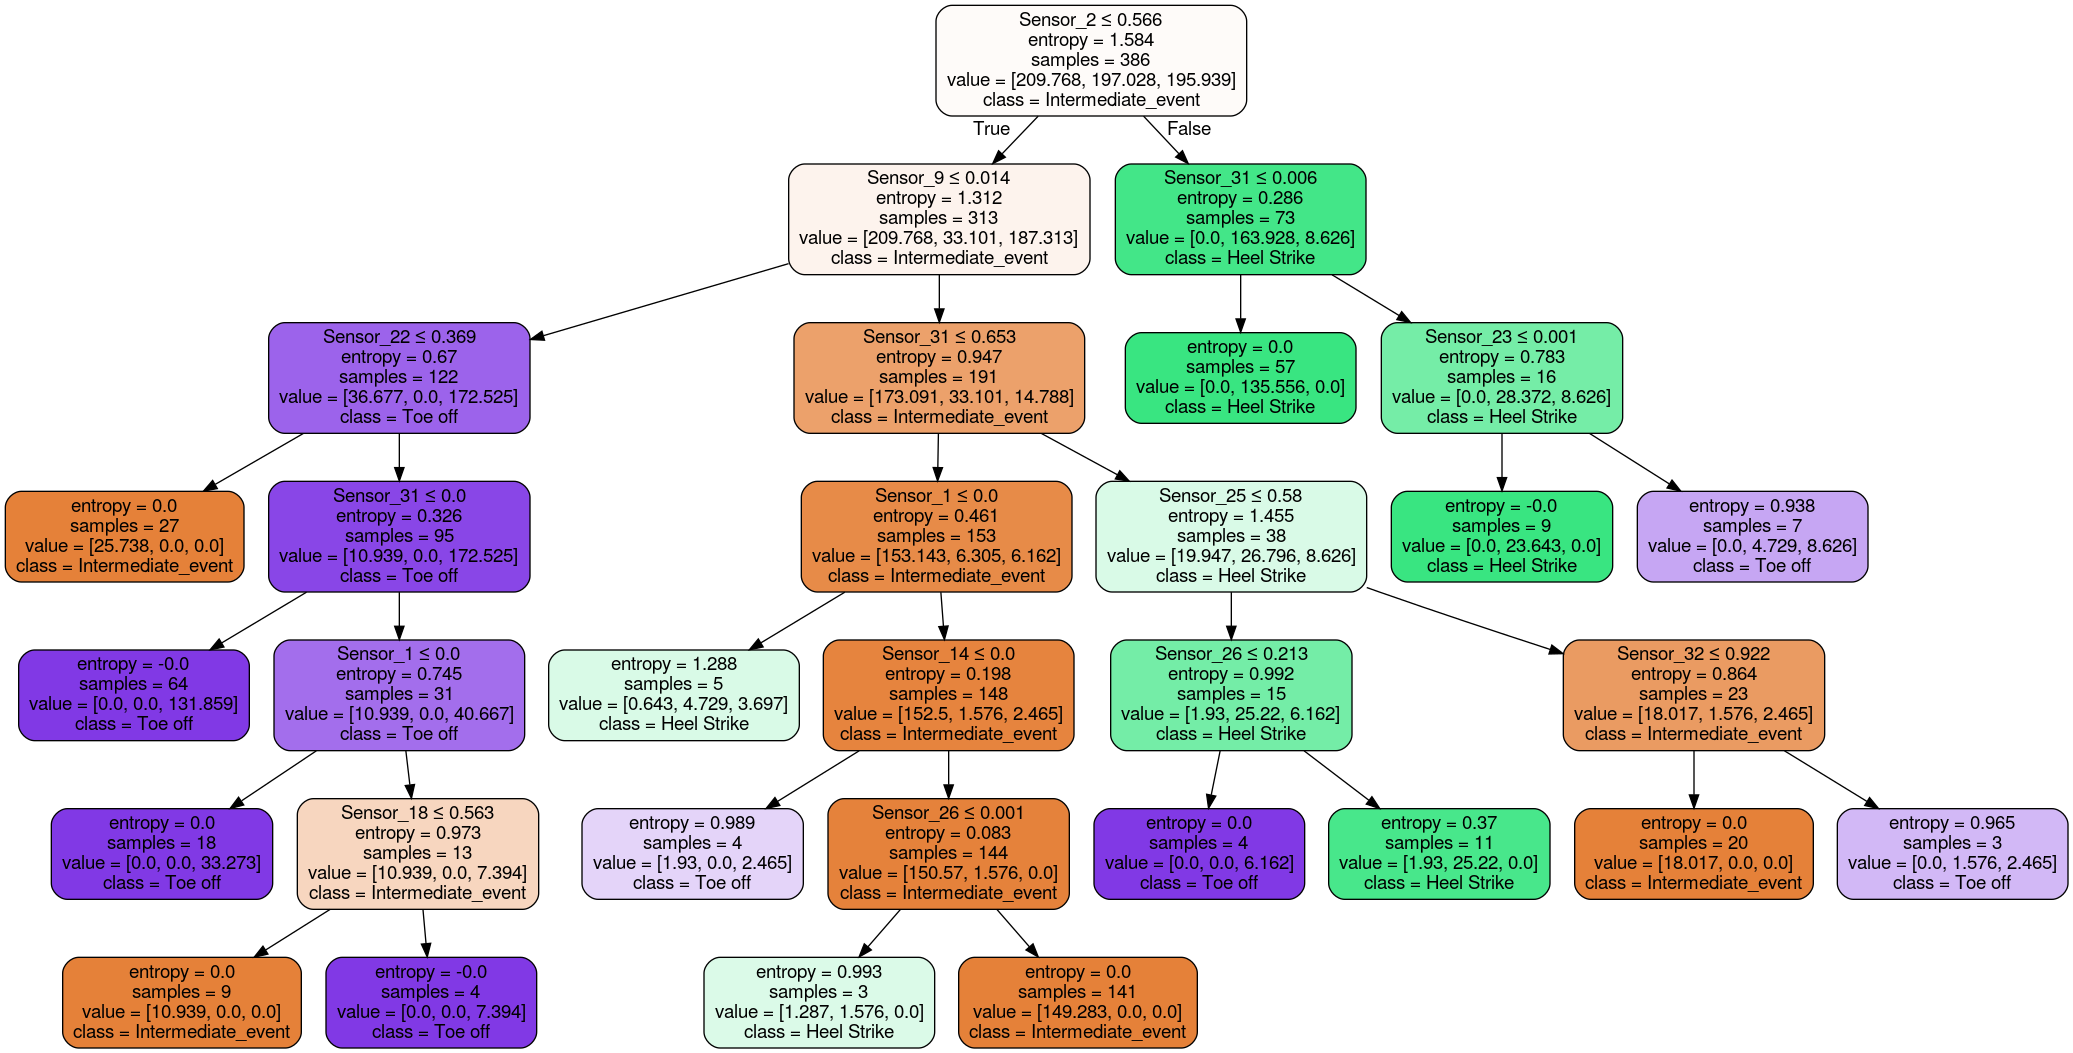 Sensor_2 ≤ 0.566
entropy = 1.584
samples = 386
value = [209.768, 197.028, 195.939]
class = Intermediate_event
True
False
Sensor_9 ≤ 0.014
entropy = 1.312
samples = 313
value = [209.768, 33.101, 187.313]
class = Intermediate_event
Sensor_31 ≤ 0.006
entropy = 0.286
samples = 73
value = [0.0, 163.928, 8.626]
class = Heel Strike
Sensor_22 ≤ 0.369
entropy = 0.67
samples = 122
value = [36.677, 0.0, 172.525]
class = Toe off
Sensor_31 ≤ 0.653
entropy = 0.947
samples = 191
value = [173.091, 33.101, 14.788]
class = Intermediate_event
entropy = 0.0
samples = 57
value = [0.0, 135.556, 0.0]
class = Heel Strike
Sensor_23 ≤ 0.001
entropy = 0.783
samples = 16
value = [0.0, 28.372, 8.626]
class = Heel Strike
entropy = 0.0
samples = 27
value = [25.738, 0.0, 0.0]
class = Intermediate_event
Sensor_31 ≤ 0.0
entropy = 0.326
samples = 95
value = [10.939, 0.0, 172.525]
class = Toe off
Sensor_1 ≤ 0.0
entropy = 0.461
samples = 153
value = [153.143, 6.305, 6.162]
class = Intermediate_event
Sensor_25 ≤ 0.58
entropy = 1.455
samples = 38
value = [19.947, 26.796, 8.626]
class = Heel Strike
entropy = -0.0
samples = 9
value = [0.0, 23.643, 0.0]
class = Heel Strike
entropy = 0.938
samples = 7
value = [0.0, 4.729, 8.626]
class = Toe off
entropy = -0.0
samples = 64
value = [0.0, 0.0, 131.859]
class = Toe off
Sensor_1 ≤ 0.0
entropy = 0.745
samples = 31
value = [10.939, 0.0, 40.667]
class = Toe off
entropy = 1.288
samples = 5
value = [0.643, 4.729, 3.697]
class = Heel Strike
Sensor_14 ≤ 0.0
entropy = 0.198
samples = 148
value = [152.5, 1.576, 2.465]
class = Intermediate_event
Sensor_26 ≤ 0.213
entropy = 0.992
samples = 15
value = [1.93, 25.22, 6.162]
class = Heel Strike
Sensor_32 ≤ 0.922
entropy = 0.864
samples = 23
value = [18.017, 1.576, 2.465]
class = Intermediate_event
entropy = 0.0
samples = 18
value = [0.0, 0.0, 33.273]
class = Toe off
Sensor_18 ≤ 0.563
entropy = 0.973
samples = 13
value = [10.939, 0.0, 7.394]
class = Intermediate_event
entropy = 0.989
samples = 4
value = [1.93, 0.0, 2.465]
class = Toe off
Sensor_26 ≤ 0.001
entropy = 0.083
samples = 144
value = [150.57, 1.576, 0.0]
class = Intermediate_event
entropy = 0.0
samples = 4
value = [0.0, 0.0, 6.162]
class = Toe off
entropy = 0.37
samples = 11
value = [1.93, 25.22, 0.0]
class = Heel Strike
entropy = 0.0
samples = 20
value = [18.017, 0.0, 0.0]
class = Intermediate_event
entropy = 0.965
samples = 3
value = [0.0, 1.576, 2.465]
class = Toe off
entropy = 0.0
samples = 9
value = [10.939, 0.0, 0.0]
class = Intermediate_event
entropy = -0.0
samples = 4
value = [0.0, 0.0, 7.394]
class = Toe off
entropy = 0.993
samples = 3
value = [1.287, 1.576, 0.0]
class = Heel Strike
entropy = 0.0
samples = 141
value = [149.283, 0.0, 0.0]
class = Intermediate_event